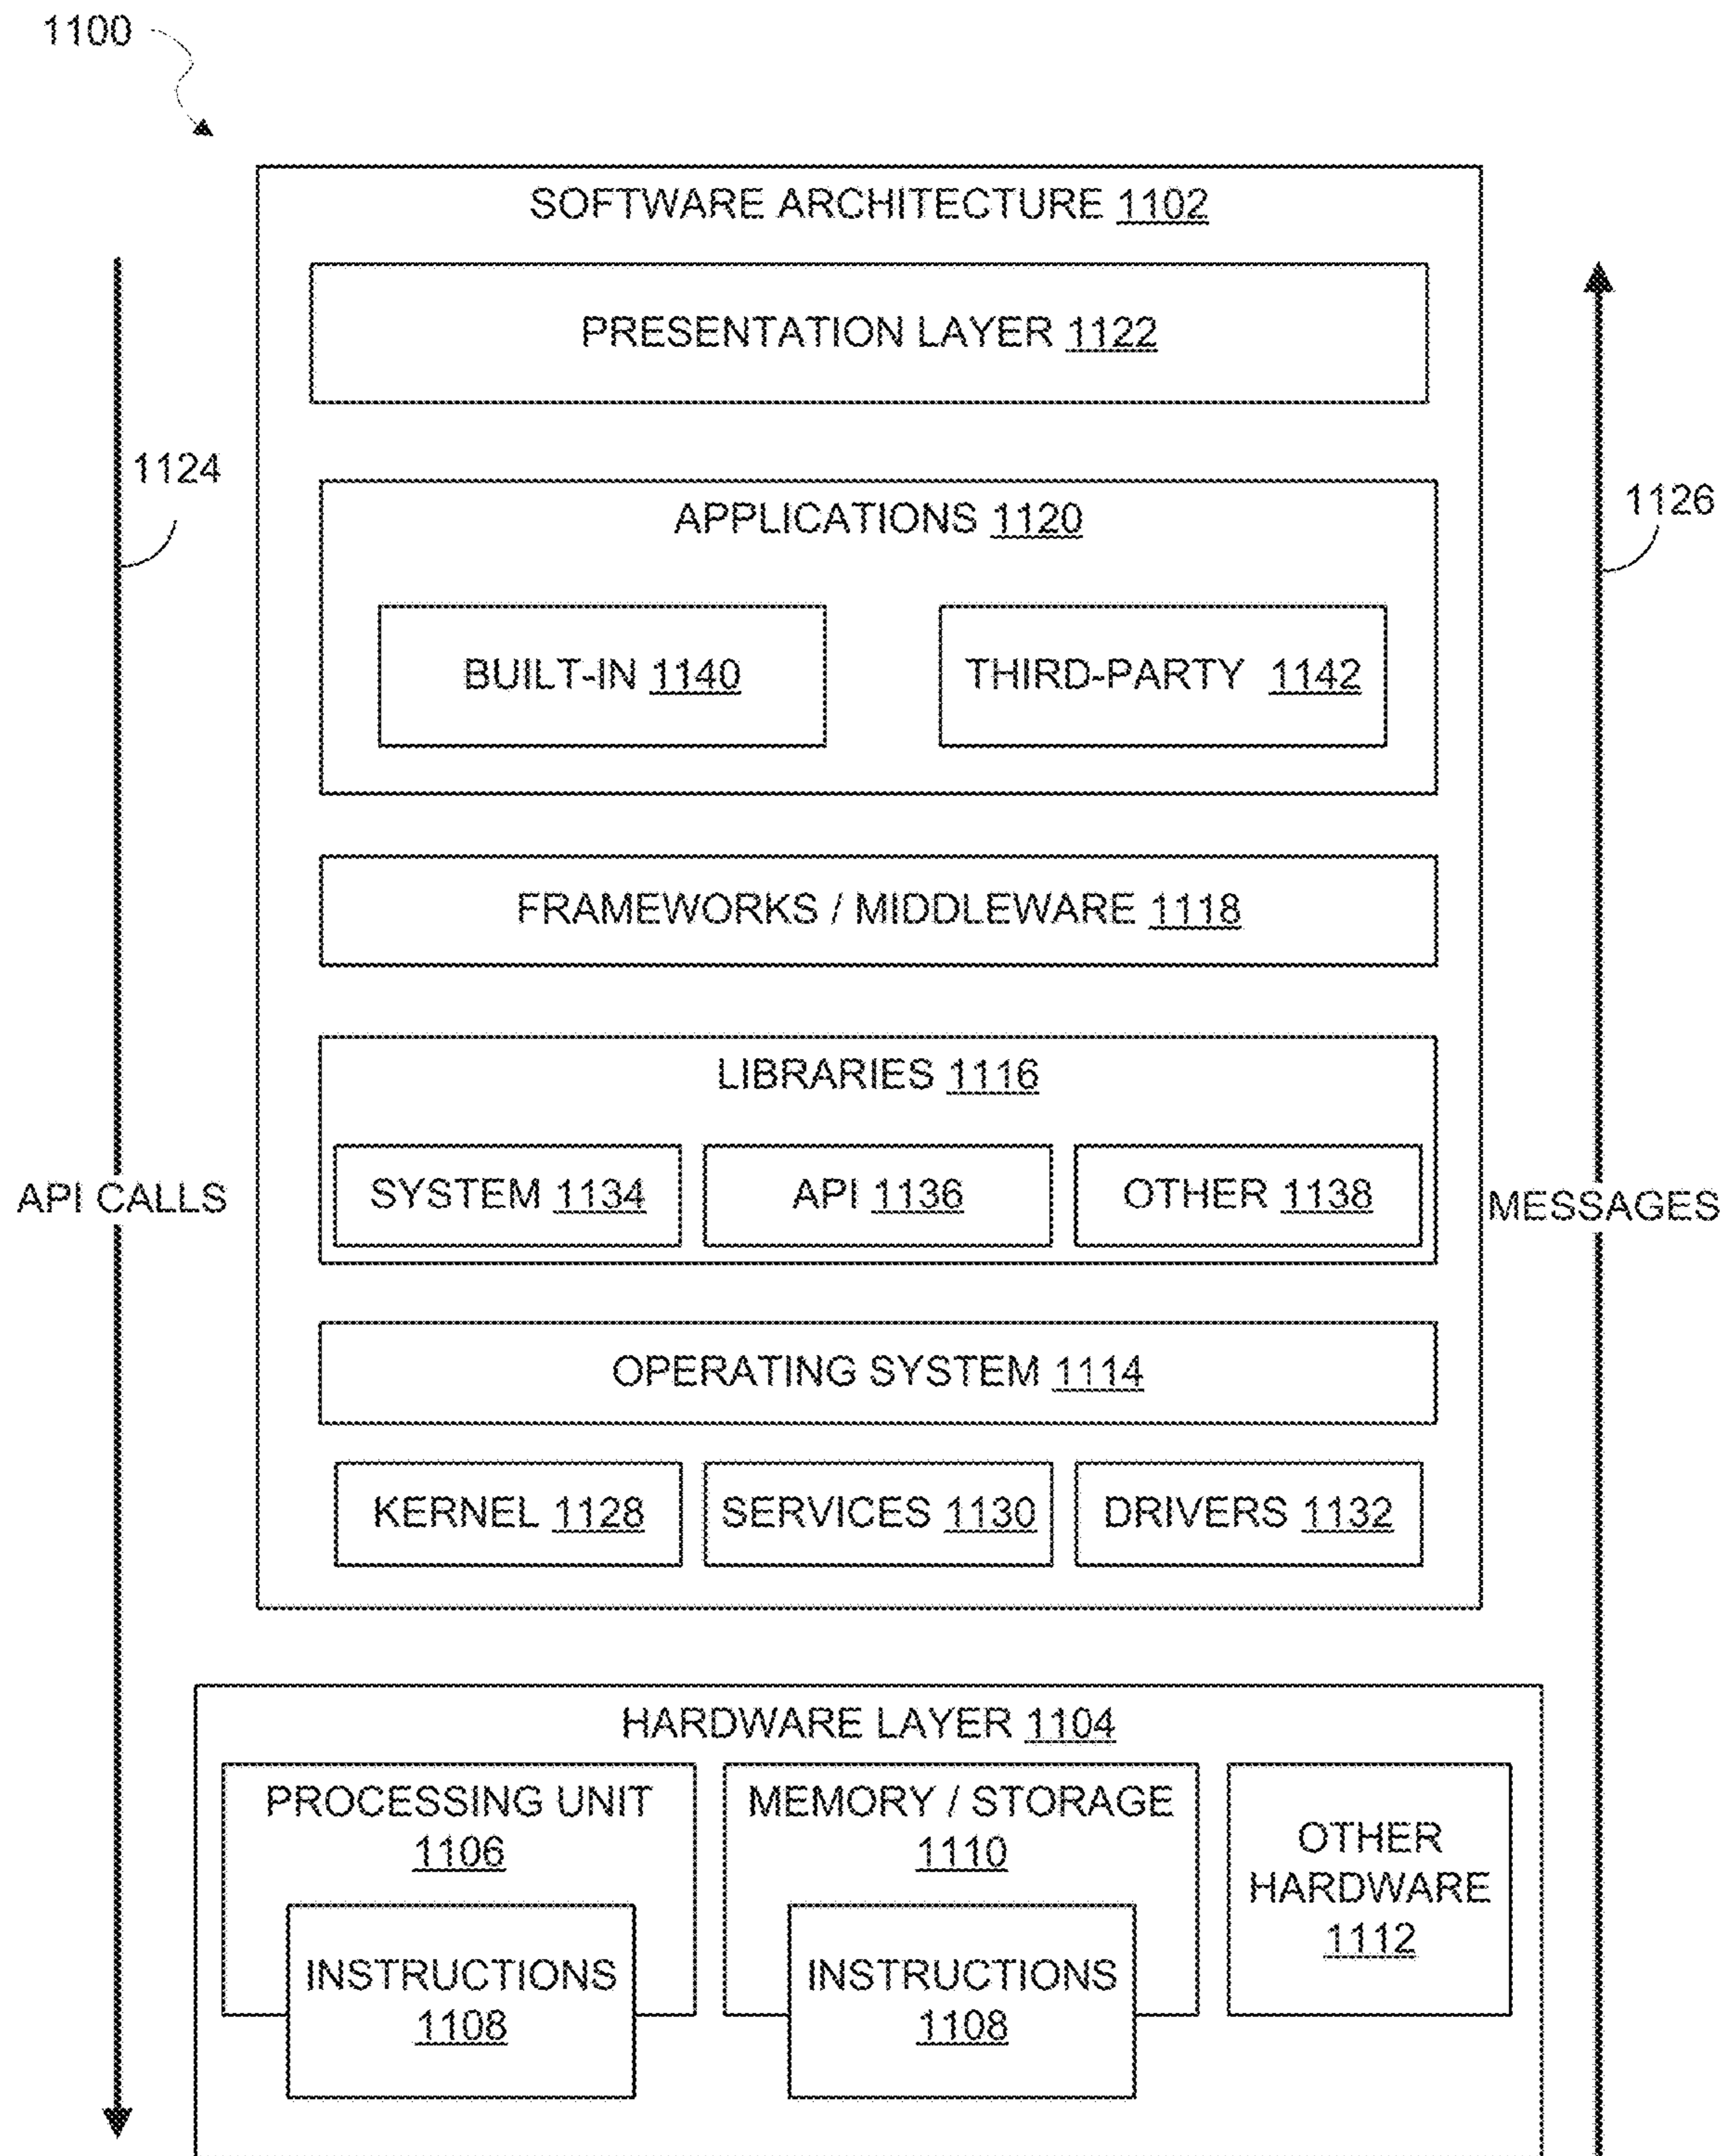 1100
SOFTWARE ARCHITECTURE 1102
PRESENTATION LAYER 1122
1124
1126
APPLICATIONS 1120
BUILT-IN 1140
THIRD-PARTY 1142
FRAMEWORKS / MIDDLEWARE 1118
LIBRARIES 1116
SYSTEM 1134
API 1136
OTHER 1138
API CALLS
MESSAGES
OPERATING SYSTEM 1114
KERNEL 1128
SERVICES 1130
DRIVERS 1132
HARDWARE LAYER 1104
PROCESSING UNIT
1106
INSTRUCTIONS
1108
MEMORY / STORAGE
1110
INSTRUCTIONS
1108
OTHER
HARDWARE
1112